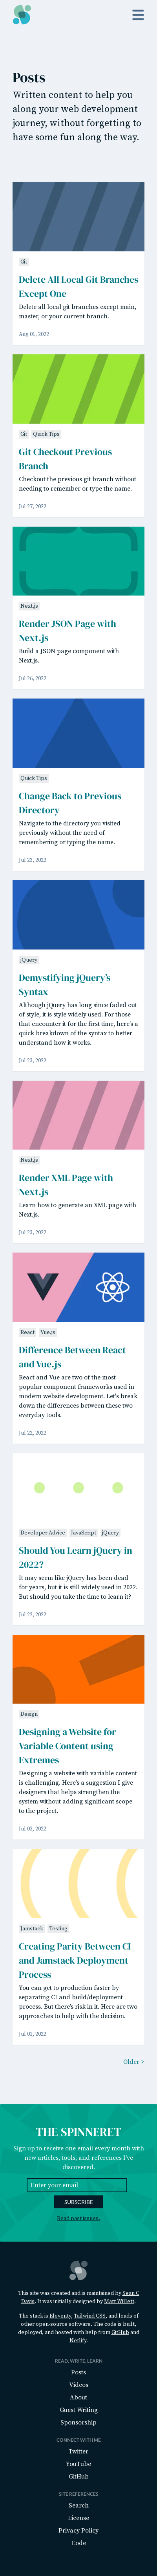 Posts
Written content to help you
along your web development
journey, without forgetting to
have some fun along the way.
Git
Delete All Local Git Branches
Except One
Delete all local git branches except main,
master, or your current branch.
Aug 01, 2022
Git
Quick Tips
Git Checkout Previous
Branch
Checkout the previous git branch without
needing to remember or type the name.
Jul 27, 2022
Next.js
Render JSON Page with
Next.js
Build a JSON page component with
Next.js.
Jul 26, 2022
Quick Tips
Change Back to Previous
Directory
Navigate to the directory you visited
previously without the need of
remembering or typing the name.
Jul 23, 2022
jQuery
Demystifying jQuery's
Syntax
Although jQuery has long since faded out
of style, it is style widely used. For those
that encounter it for the first time, here's a
quick breakdown of the syntax to better
understand how it works.
Jul 23, 2022
Next.js
Render XML Page with
Next.js
Learn how to generate an XML page with
Next.js.
Jul 23, 2022
React
Vue.js
Difference Between React
and Vue.js
React and Vue are two of the most
popular component frameworks used in
modern website development. Let's break
down the differences between these two
everyday tools.
Jul 22, 2022
Developer Advice
JavaScript
jQuery
Should You Learn jQuery in
2022?
It may seem like jQuery has been dead
for years, but it is still widely used in 2022.
But should you take the time to learn it?
Jul 22, 2022
Design
Designing a Website for
Variable Content using
Extremes
Designing a website with variable content
is challenging. Here's a suggestion I give
designers that helps strengthen the
system without adding significant scope
to the project.
Jul 03, 2022
Jamstack
Testing
Creating Parity Between CI
and Jamstack Deployment
Process
You can get to production faster by
separating CI and build/deployment
process. But there's risk in it. Here are two
approaches to help with the decision.
Jul 01, 2022
Older >
THE SPINNERET
Sign up to receive one email every month with
new articles, tools, and references I've
discovered.
Enter your email
SUBSCRIBE
Read past issues.
This site was created and is maintained by Sean C
Davis. It was initially designed by Matt Willett.
The stack is Eleventy, Tailwind CSS, and loads of
other open-source software. The code is built,
deployed, and hosted with help from GitHub and
Netlify.
READ, WRITE, LEARN
Posts
Videos
About
Guest Writing
Sponsorship
CONNECT WITH ME
Twitter
YouTube
GitHub
SITE REFERENCES
Search
License
Privacy Policy
Code